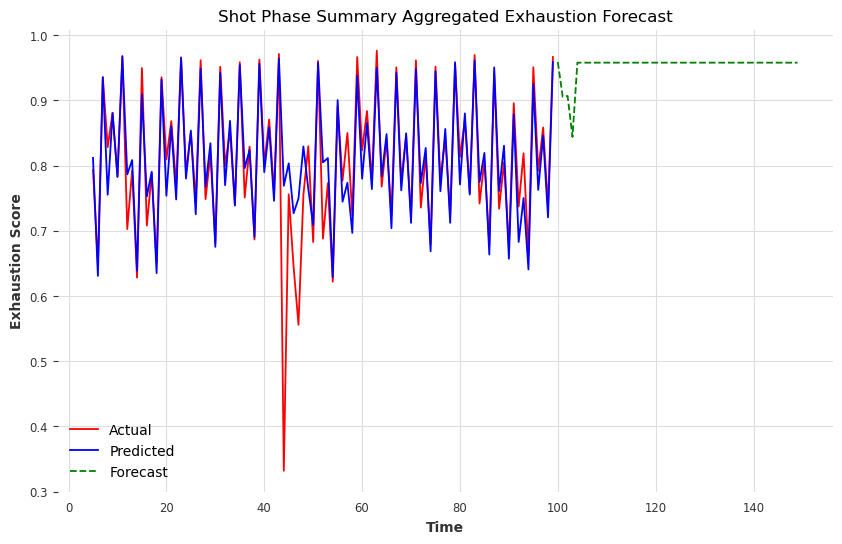 Shot Phase Summary Aggregated Exhaustion Forecast
1.0
0.9
0.8
0.7
0.6
0.5
0.4
0.3
Exhaustion Score
Actual
Predicted
Forecast
0 20 40 60 80 100 120 140
Time